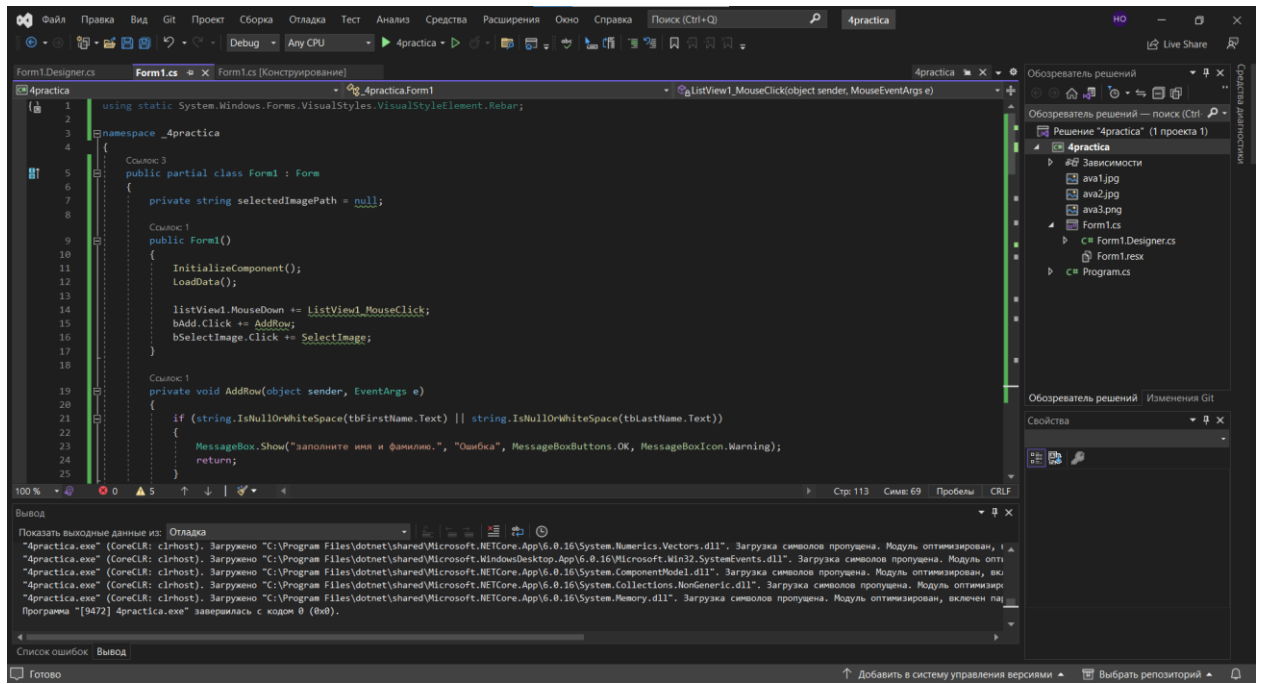 Файл Правка Вид Git Проект Сборка Отладка Тест Анализ Средства Расширения Окно Справка Поиск (Ctrl+Q) 4practica НО
Debug Any CPU 4practica Live Share
Form1.Designer.cs Form1.cs Form1.cs [Конструирование] 4practica
4practica _4practica.Form1 ListView1_MouseClick(object sender, MouseEventArgs e)
1 using static System.Windows.Forms.VisualStyles.VisualStyleElement.Rebar;
2
3 namespace _4practica
4 {
Ссылок: 3
5 public partial class Form1 : Form
6 {
7 private string selectedImagePath = null;
8
Ссылок: 1
9 public Form1()
10 {
11 InitializeComponent();
12 LoadData();
13
14 listView1.MouseDown += ListView1_MouseClick;
15 bAdd.Click += AddRow;
16 bSelectImage.Click += SelectImage;
17 }
18
Ссылок: 1
19 private void AddRow(object sender, EventArgs e)
20 {
21 if (string.IsNullOrWhiteSpace(tbFirstName.Text) || string.IsNullOrWhiteSpace(tbLastName.Text))
22 {
23 MessageBox.Show("заполните имя и фамилию.", "Ошибка", MessageBoxButtons.OK, MessageBoxIcon.Warning);
24 return;
25 }
100 % 0 5 Стр: 113 Симв: 69 Пробелы CRLF
Вывод
Показать выходные данные из: Отладка
"4practica.exe" (CoreCLR: clrhost). Загружено "C:\Program Files\dotnet\shared\Microsoft.NETCore.App\6.0.16\System.Numerics.Vectors.dll". Загрузка символов пропущена. Модуль оптимизирован,
"4practica.exe" (CoreCLR: clrhost). Загружено "C:\Program Files\dotnet\shared\Microsoft.WindowsDesktop.App\6.0.16\Microsoft.Win32.SystemEvents.dll". Загрузка символов пропущена. Модуль опти
"4practica.exe" (CoreCLR: clrhost). Загружено "C:\Program Files\dotnet\shared\Microsoft.NETCore.App\6.0.16\System.ComponentModel.dll". Загрузка символов пропущена. Модуль оптимизирован, вк
"4practica.exe" (CoreCLR: clrhost). Загружено "C:\Program Files\dotnet\shared\Microsoft.NETCore.App\6.0.16\System.Collections.NonGeneric.dll". Загрузка символов пропущена. Модуль оптимизир
"4practica.exe" (CoreCLR: clrhost). Загружено "C:\Program Files\dotnet\shared\Microsoft.NETCore.App\6.0.16\System.Memory.dll". Загрузка символов пропущена. Модуль оптимизирован, включен пар
Программа "[9472] 4practica.exe" завершилась с кодом 0 (0x0).
Список ошибок Вывод
Обозреватель решений
Обозреватель решений — поиск (Ctrl
Решение "4practica" (1 проекта 1)
4practica
Зависимости
ava1.jpg
ava2.jpg
ava3.png
Form1.cs
C# Form1.Designer.cs
Form1.resx
C# Program.cs
Обозреватель решений Изменения Git
Свойства
Средства диагностики
Готово Добавить в систему управления версиями Выбрать репозиторий